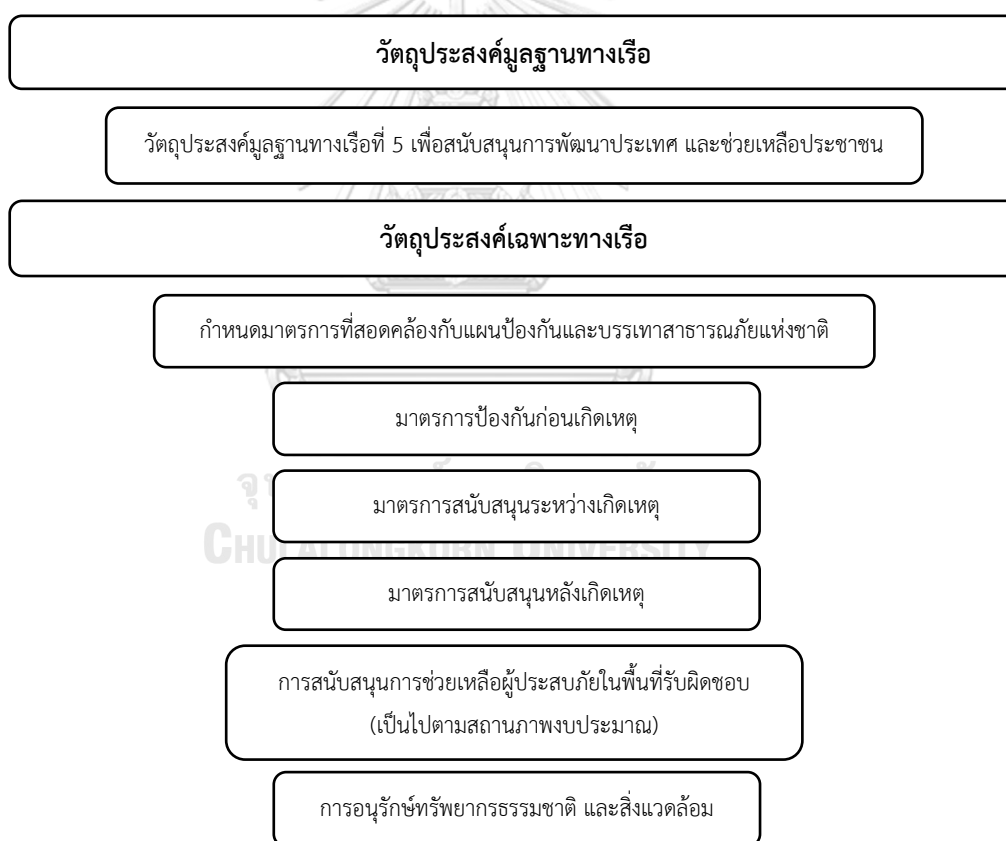 วัตถุประสงค์มูลฐานทางเรือ
วัตถุประสงค์มูลฐานทางเรือที่ 5 เพื่อสนับสนุนการพัฒนาประเทศ และช่วยเหลือประชาชน
วัตถุประสงค์เฉพาะทางเรือ
กำหนดมาตรการที่สอดคล้องกับแผนป้องกันและบรรเทาสาธารณภัยแห่งชาติ
มาตรการป้องกันก่อนเกิดเหตุ
มาตรการสนับสนุนระหว่างเกิดเหตุ
CHULALONGKORN UNIVERSITY
มาตรการสนับสนุนหลังเกิดเหตุ
การสนับสนุนการช่วยเหลือผู้ประสบภัยในพื้นที่รับผิดชอบ
(เป็นไปตามสถานภาพงบประมาณ)
การอนุรักษ์ทรัพยากรธรรมชาติ และสิ่งแวดล้อม